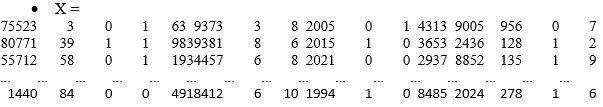 • X =
75523 3 0 1 63 9373 3 8 2005 0 1 4313 9005 956 0 7
80771 39 1 1 9839381 8 6 2015 1 0 3653 2436 128 1 2
55712 58 0 1 1934457 6 8 2021 0 0 2937 8852 135 1 9
... ... ... ... ... ... ... ... ... ... ... ... ... ...
1440 84 0 0 4918412 6 10 1994 1 0 8485 2024 278 1 6